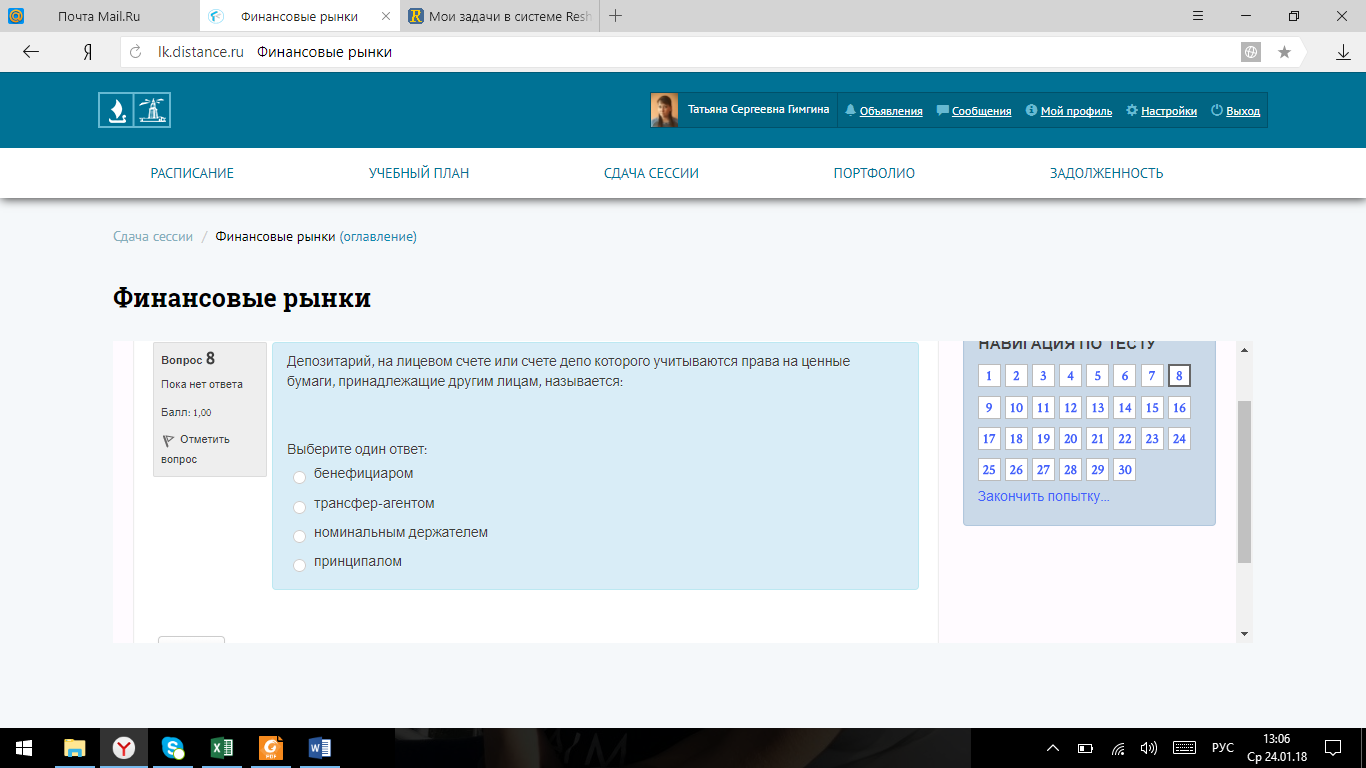 Почта Mail.Ru
Финансовые рынки
Мои задачи в системе Resh
lk.distance.ru Финансовые рынки
Татьяна Сергеевна Гимгина
Объявления
Сообщения
Мой профиль
Настройки
Выход
РАСПИСАНИЕ
УЧЕБНЫЙ ПЛАН
СДАЧА СЕССИИ
ПОРТФОЛИО
ЗАДОЛЖЕННОСТЬ
Сдача сессии / Финансовые рынки (оглавление)
Финансовые рынки
Вопрос 8
Пока нет ответа
Балл: 1,00
Отметить
вопрос
Депозитарий, на лицевом счете или счете депо которого учитываются права на ценные
бумаги, принадлежащие другим лицам, называется:
Выберите один ответ:
бенефициаром
трансфер-агентом
номинальным держателем
принципалом
НАВИГАЦИЯ ПО ТЕСТУ
1 2 3 4 5 6 7 8
9 10 11 12 13 14 15 16
17 18 19 20 21 22 23 24
25 26 27 28 29 30
Закончить попытку...
РУС
13:06
Ср 24.01.18